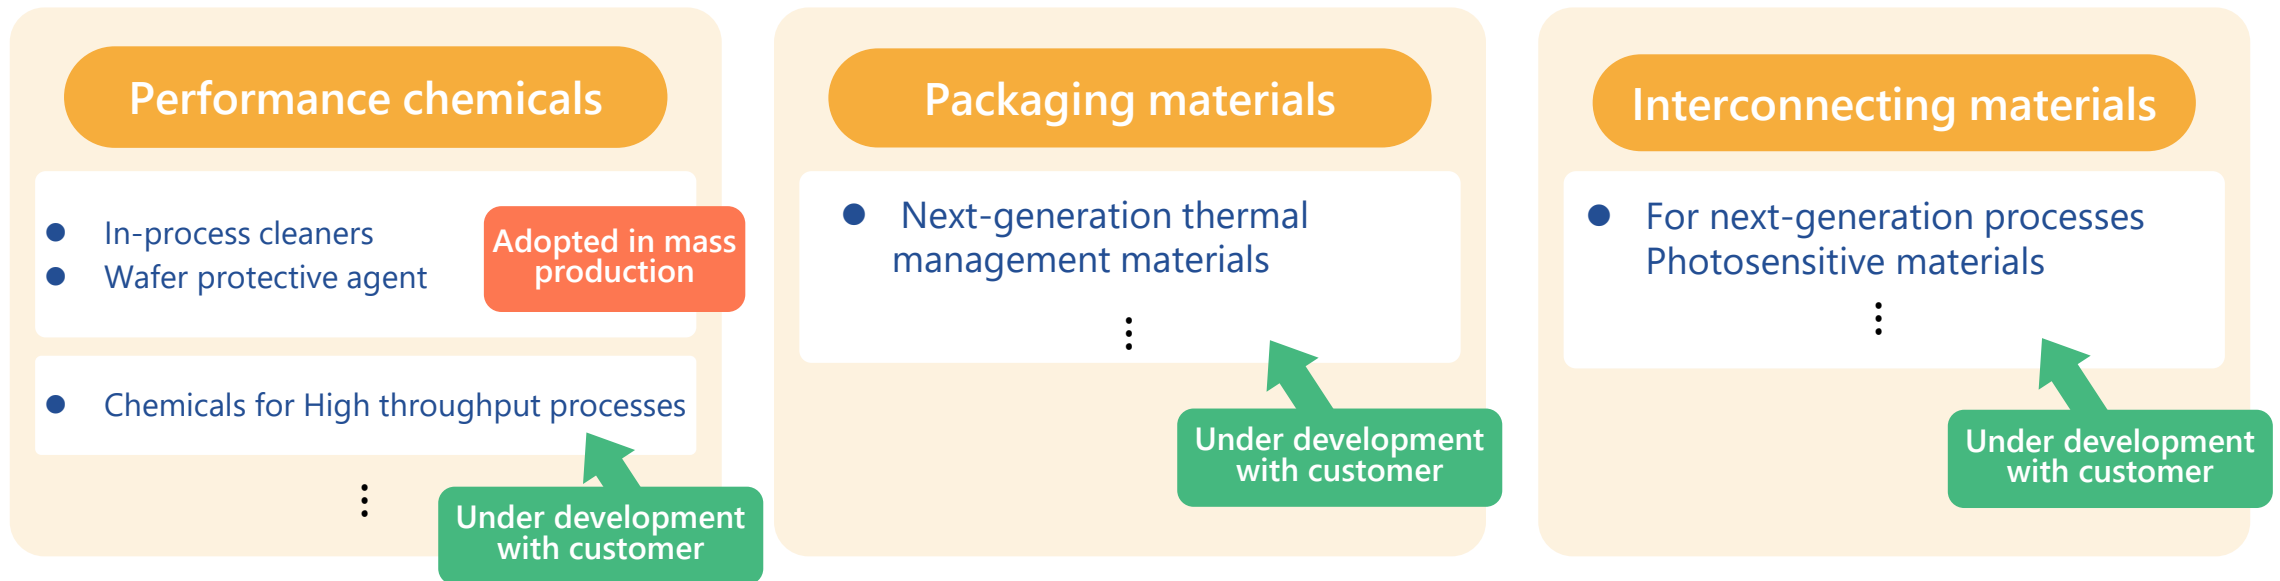 Performance chemicals
● In-process cleaners
● Wafer protective agent
Adopted in mass
production
● Chemicals for High throughput processes
⋮
Under development
with customer
Packaging materials
● Next-generation thermal
management materials
⋮
Under development
with customer
Interconnecting materials
● For next-generation processes
Photosensitive materials
⋮
Under development
with customer